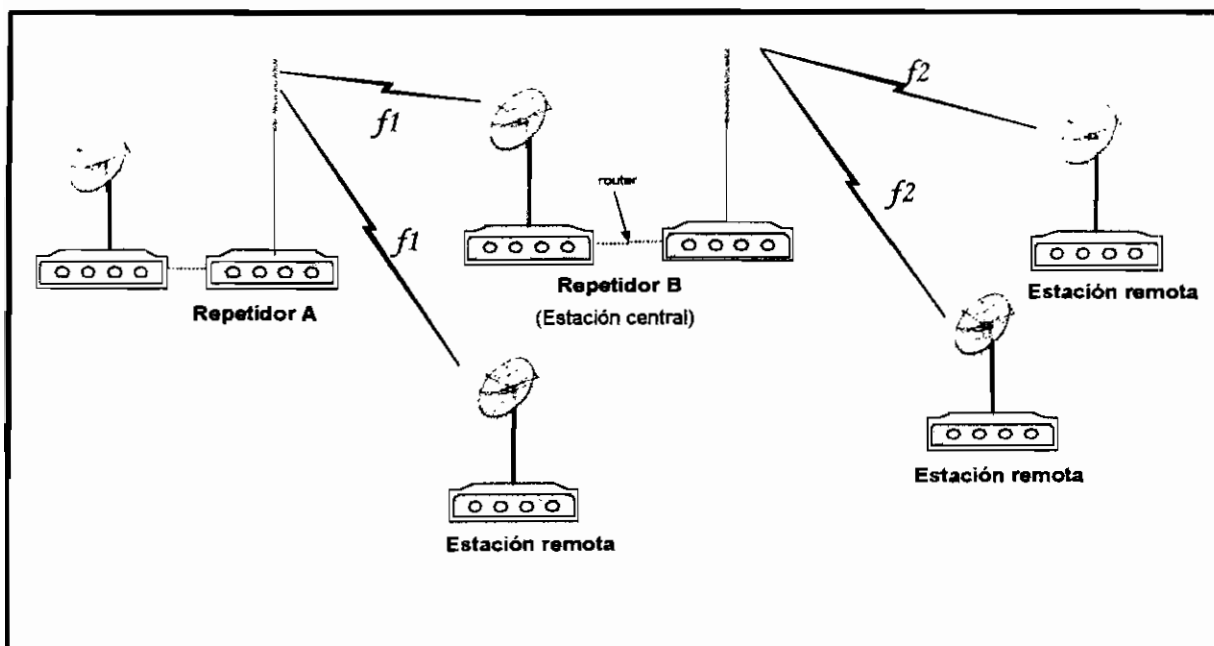 f1
f2
router
f1
f2
Repetidor A
Repetidor B
(Estación central)
Estación remota
Estación remota
Estación remota